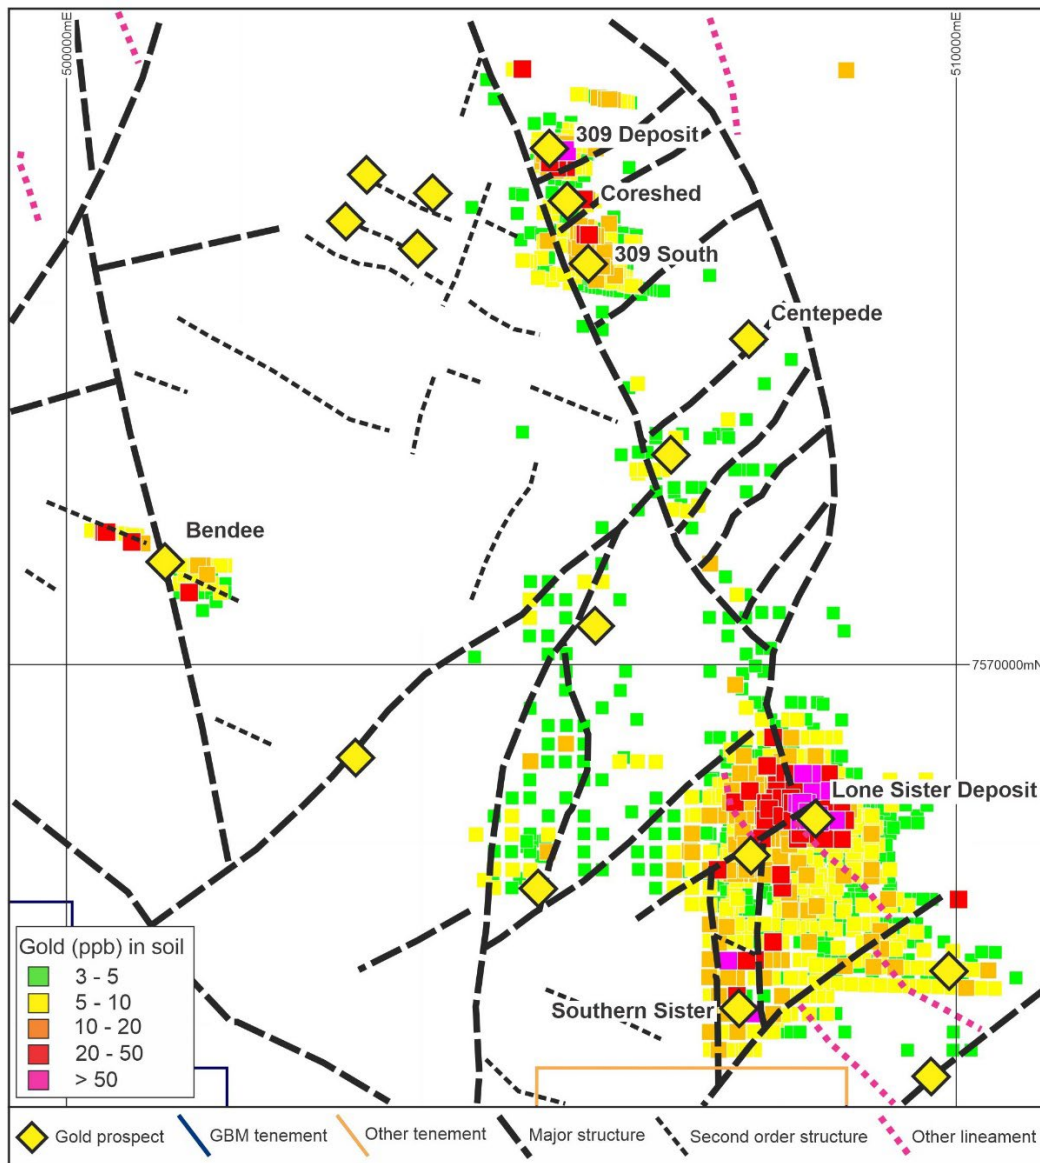 500000mE
510000mE
309 Deposit
Coreshed
309 South
Centepede
Bendee
7570000mN
Lone Sister Deposit
Southern Sister
Gold (ppb) in soil
3 - 5
5 - 10
10 - 20
20 - 50
> 50
Gold prospect
GBM tenement
Other tenement
Major structure
Second order structure
Other lineament